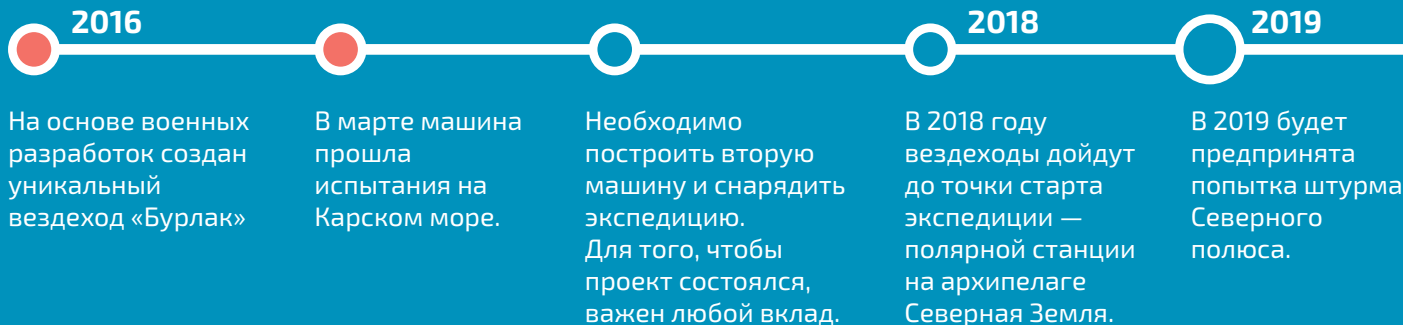 2016
На основе военных
разработок создан
уникальный
вездеход «Бурлак»
В марте машина
прошла
испытания на
Карском море.
Необходимо
построить вторую
машину и снарядить
экспедицию.
Для того, чтобы
проект состоялся,
важен любой вклад.
2018
В 2018 году
вездеходы дойдут
до точки старта
экспедиции —
полярной станции
на архипелаге
Северная Земля.
2019
В 2019 будет
предпринята
попытка штурма
Северного
полюса.